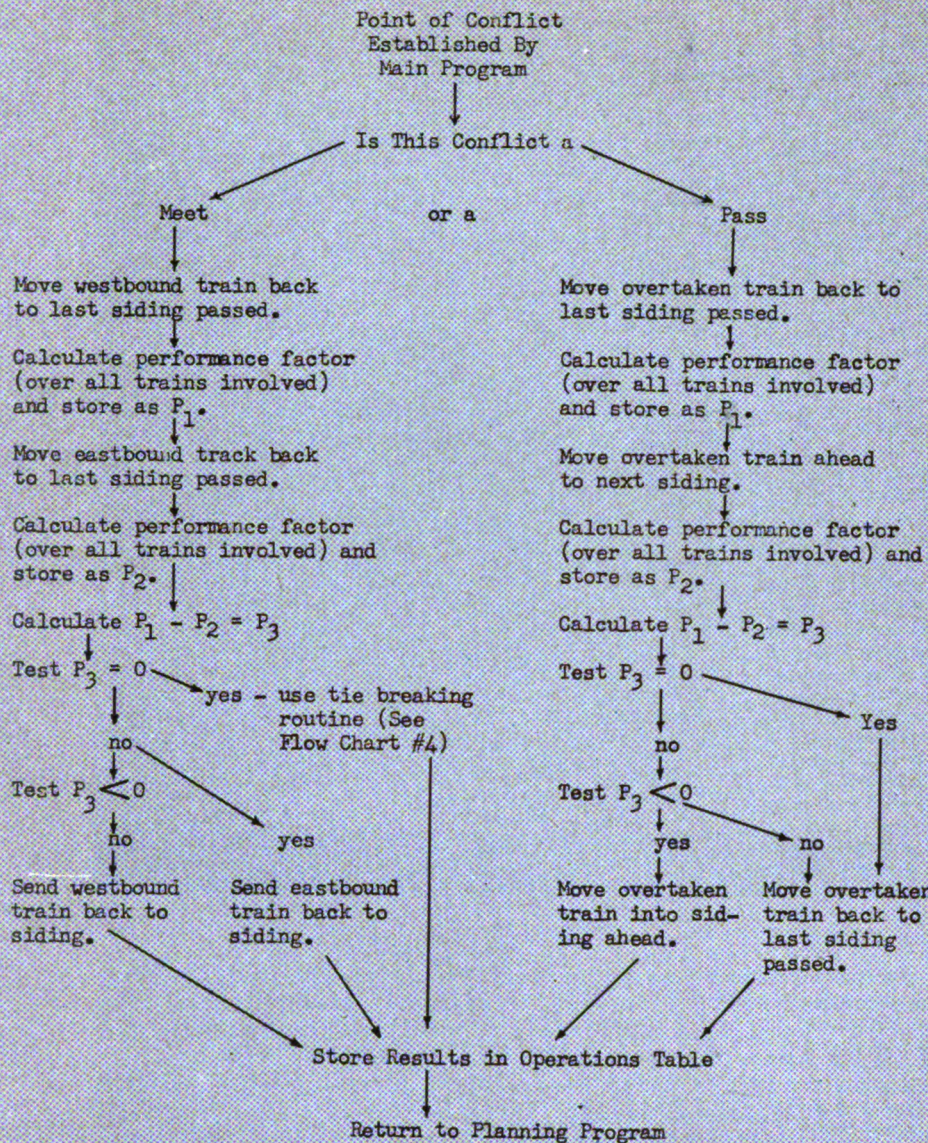 Point of Conflict
Established By
Main Program
Is This Conflict a
Meet
or a
Pass
Move westbound train back
to last siding passed.
Calculate performance factor
(over all trains involved)
and store as P1.
Move eastbound track back
to last siding passed.
Calculate performance factor
(over all trains involved) and
store as P2.
Calculate P1 - P2 = P3
Test P3 = 0
yes - use tie breaking
routine (See
Flow Chart #4)
no
Test P3 < 0
no
yes
Send westbound
train back to
siding.
Send eastbound
train back to
siding.
Move overtaken train back to
last siding passed.
Calculate performance factor
(over all trains involved)
and store as P1.
Move overtaken train ahead
to next siding.
Calculate performance factor
(over all trains involved) and
store as P2.
Calculate P1 - P2 = P3
Test P3 = 0
Yes
no
Test P3 < 0
yes
no
Move overtaken
train into sid-
ing ahead.
Move overtaken
train back to
last siding
passed.
Store Results in Operations Table
Return to Planning Program